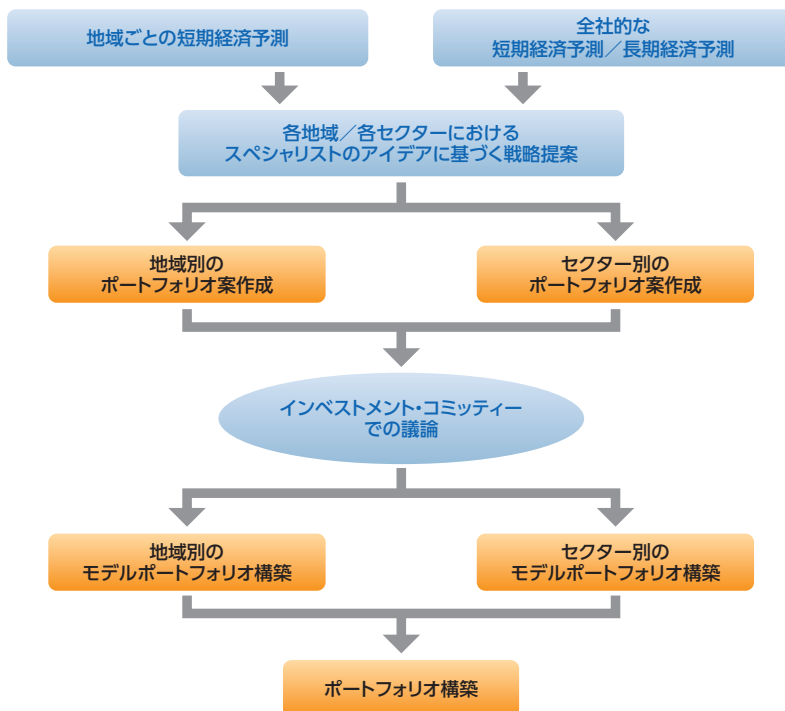 地域ごとの短期経済予測
全社的な
短期経済予測／長期経済予測
各地域／各セクターにおける
スペシャリストのアイデアに基づく戦略提案
地域別の
ポートフォリオ案作成
セクター別の
ポートフォリオ案作成
インベストメント・コミッティー
での議論
地域別の
モデルポートフォリオ構築
セクター別の
モデルポートフォリオ構築
ポートフォリオ構築